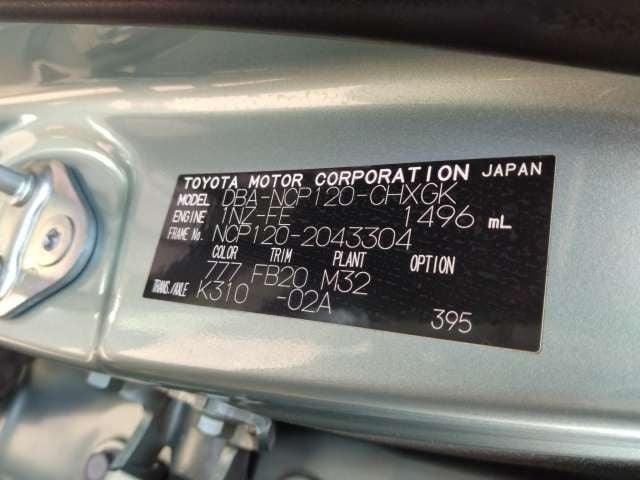 TOYOTA MOTOR CORPORATION JAPAN
MODEL DBA-NCP120-CHXGK
ENGINE 1NZ-FE 1496 mL
FRAME No. NCP120-2043304
COLOR TRIM PLANT OPTION
777 FB20 M32
TRANS./AXLE K310 -02A
395